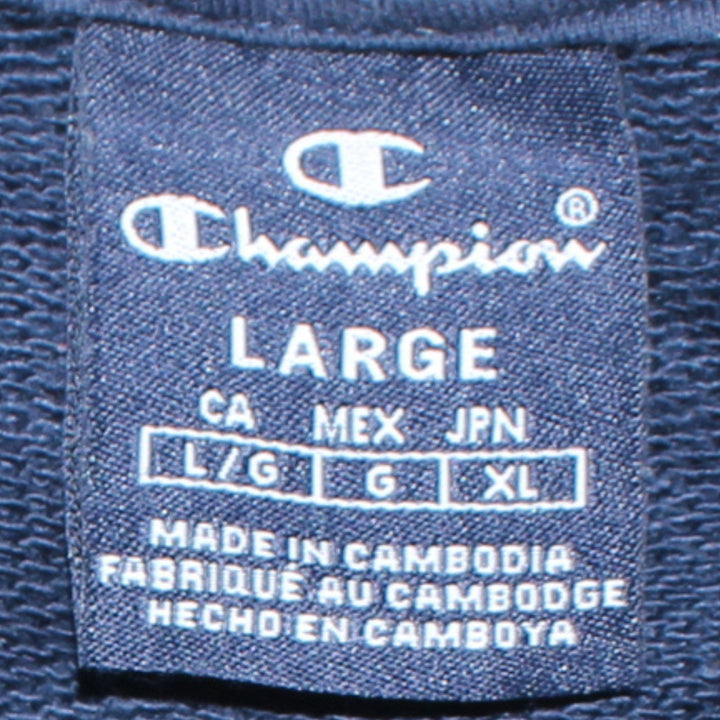 Champion®
LARGE
CA MEX JPN
L/G G XL
MADE IN CAMBODIA
FABRIQUÉ AU CAMBODGE
HECHO EN CAMBOYA